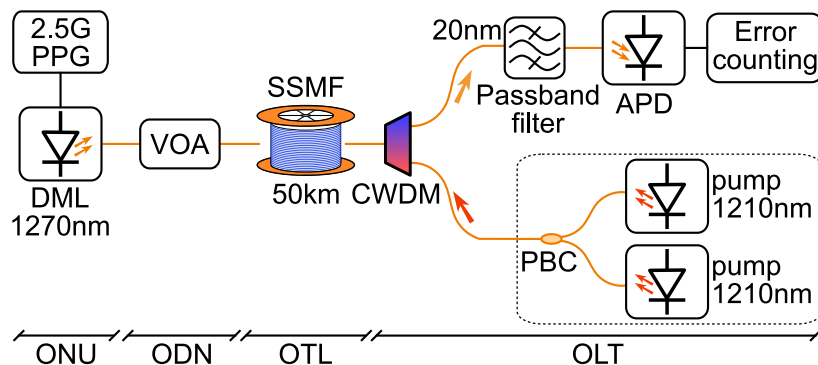 2.5G
PPG
DML
1270nm
VOA
SSMF
50km
CWDM
20nm
Passband
filter
APD
Error
counting
PBC
pump
1210nm
pump
1210nm
ONU
ODN
OTL
OLT